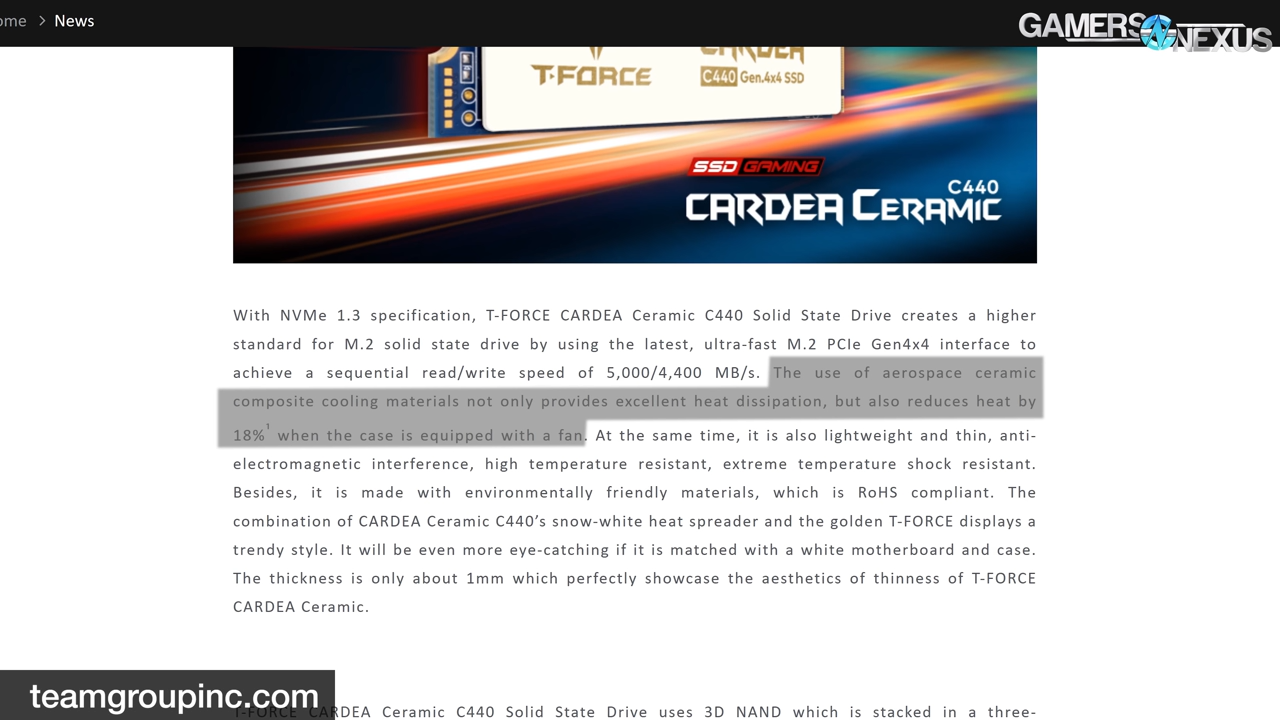 ome > News
GAMERS NEXUS
CARDEA
T-FORCE
C440 Gen.4x4 SSD
SSD GAMING
C440
CARDEA CERAMIC
With NVMe 1.3 specification, T-FORCE CARDEA Ceramic C440 Solid State Drive creates a higher
standard for M.2 solid state drive by using the latest, ultra-fast M.2 PCIe Gen4x4 interface to
achieve a sequential read/write speed of 5,000/4,400 MB/s. The use of aerospace ceramic
composite cooling materials not only provides excellent heat dissipation, but also reduces heat by
18%¹ when the case is equipped with a fan. At the same time, it is also lightweight and thin, anti-
electromagnetic interference, high temperature resistant, extreme temperature shock resistant.
Besides, it is made with environmentally friendly materials, which is RoHS compliant. The
combination of CARDEA Ceramic C440’s snow-white heat spreader and the golden T-FORCE displays a
trendy style. It will be even more eye-catching if it is matched with a white motherboard and case.
The thickness is only about 1mm which perfectly showcase the aesthetics of thinness of T-FORCE
CARDEA Ceramic.
teamgroupinc.com
T-FORCE CARDEA Ceramic C440 Solid State Drive uses 3D NAND which is stacked in a three-